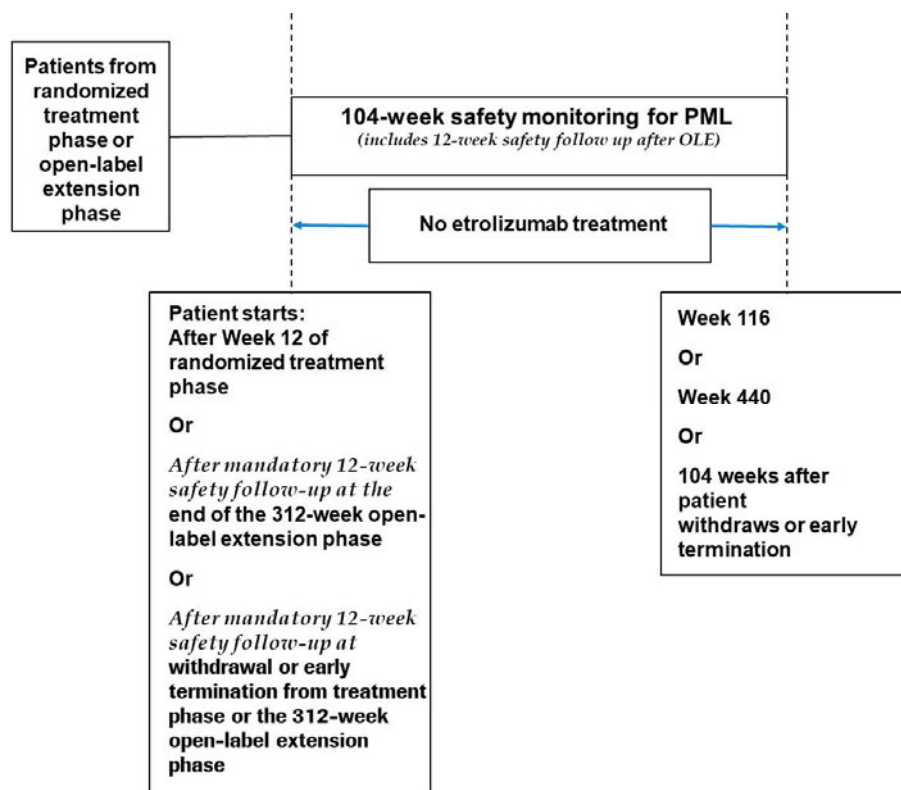 Patients from
randomized
treatment
phase or
open-label
extension
phase
104-week safety monitoring for PML
(includes 12-week safety follow up after OLE)
No etrolizumab treatment
Patient starts:
After Week 12 of
randomized treatment
phase
Or
After mandatory 12-week
safety follow-up at the
end of the 312-week open-
label extension phase
Or
After mandatory 12-week
safety follow-up at
withdrawal or early
termination from treatment
phase or the 312-week
open-label extension
phase
Week 116
Or
Week 440
Or
104 weeks after
patient
withdraws or early
termination